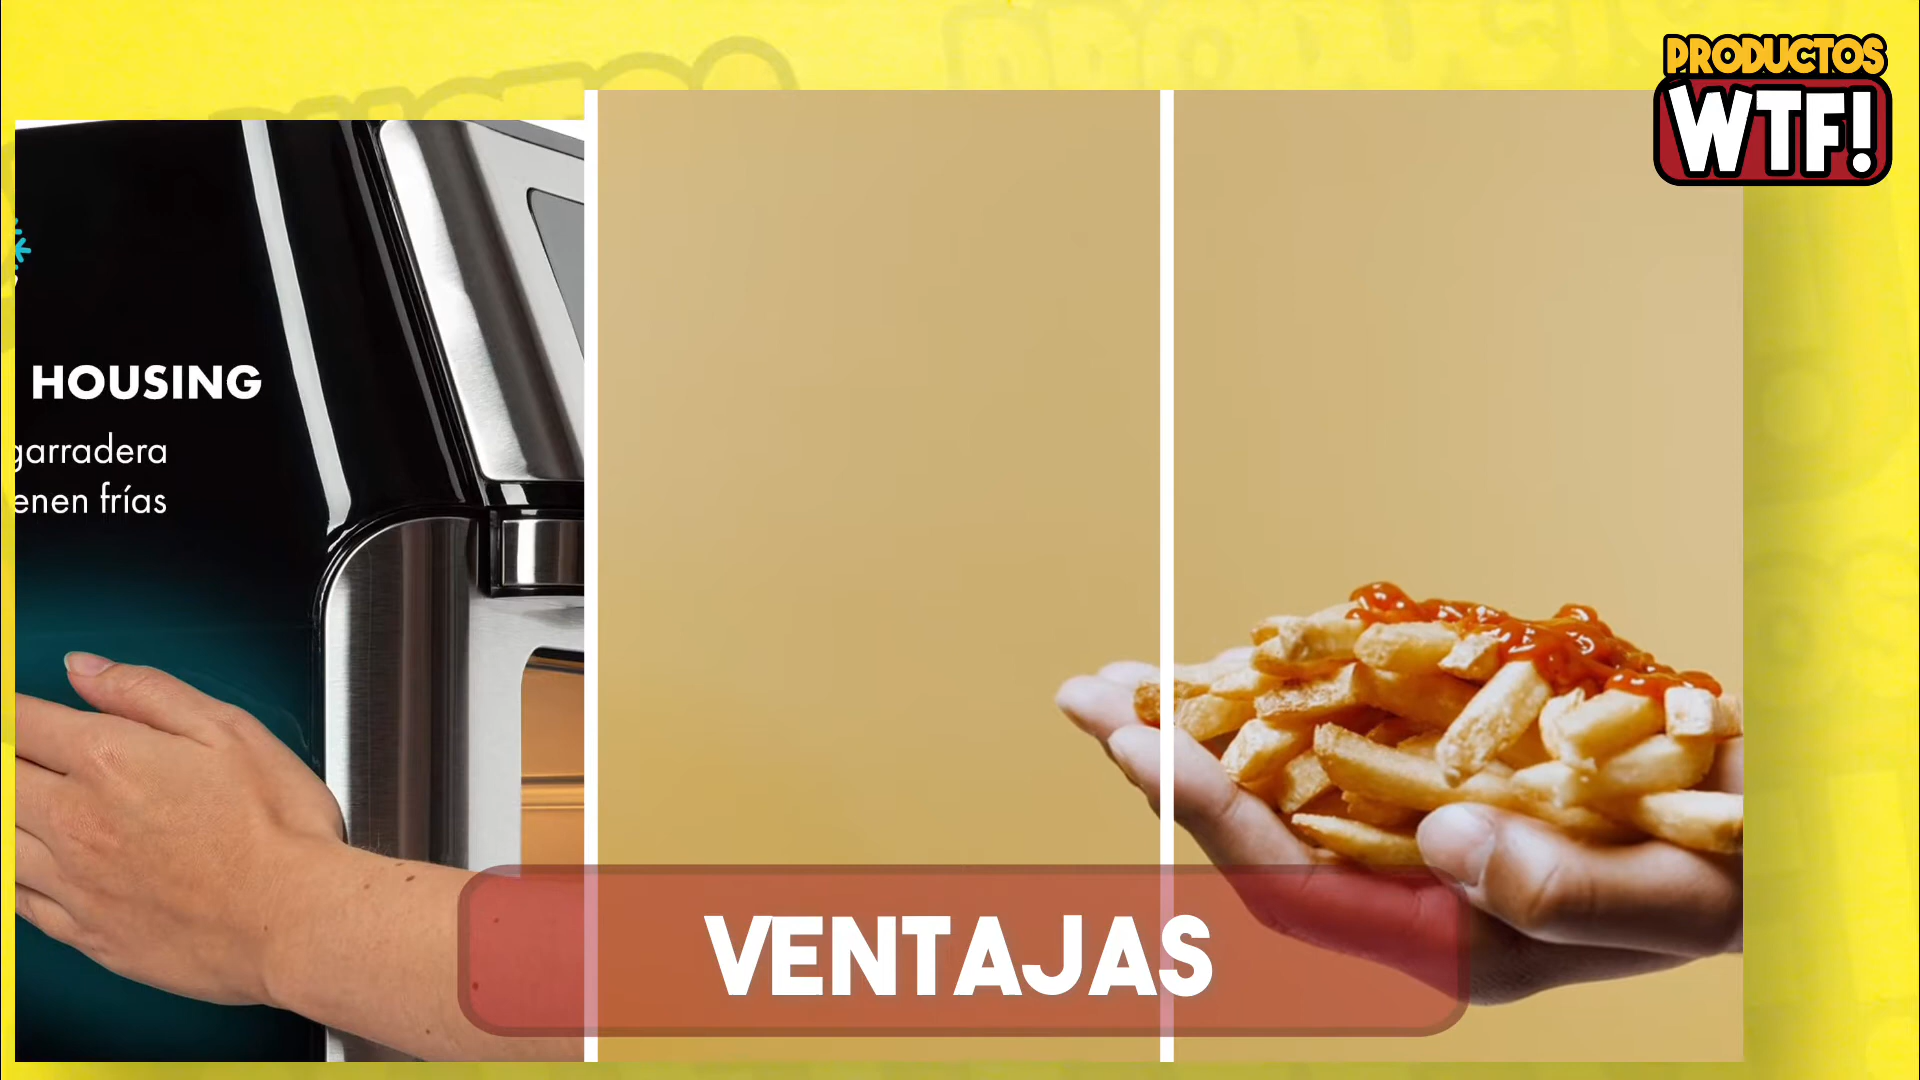 PRODUCTOS
WTF!
HOUSING
garradera
enen frías
VENTAJAS